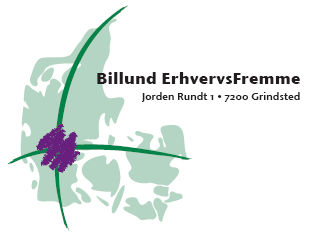 Billund ErhvervsFremme
Jorden Rundt 1 • 7200 Grindsted